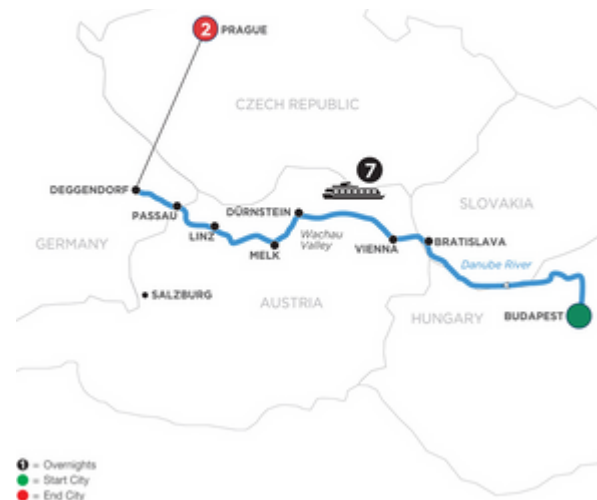 2 PRAGUE
CZECH REPUBLIC
7
DEGGENDORF
PASSAU
LINZ
DÜRNSTEIN
MELK
Wachau
Valley
VIENNA
BRATISLAVA
SLOVAKIA
GERMANY
Danube River
SALZBURG
AUSTRIA
HUNGARY
BUDAPEST
1 = Overnights
= Start City
= End City